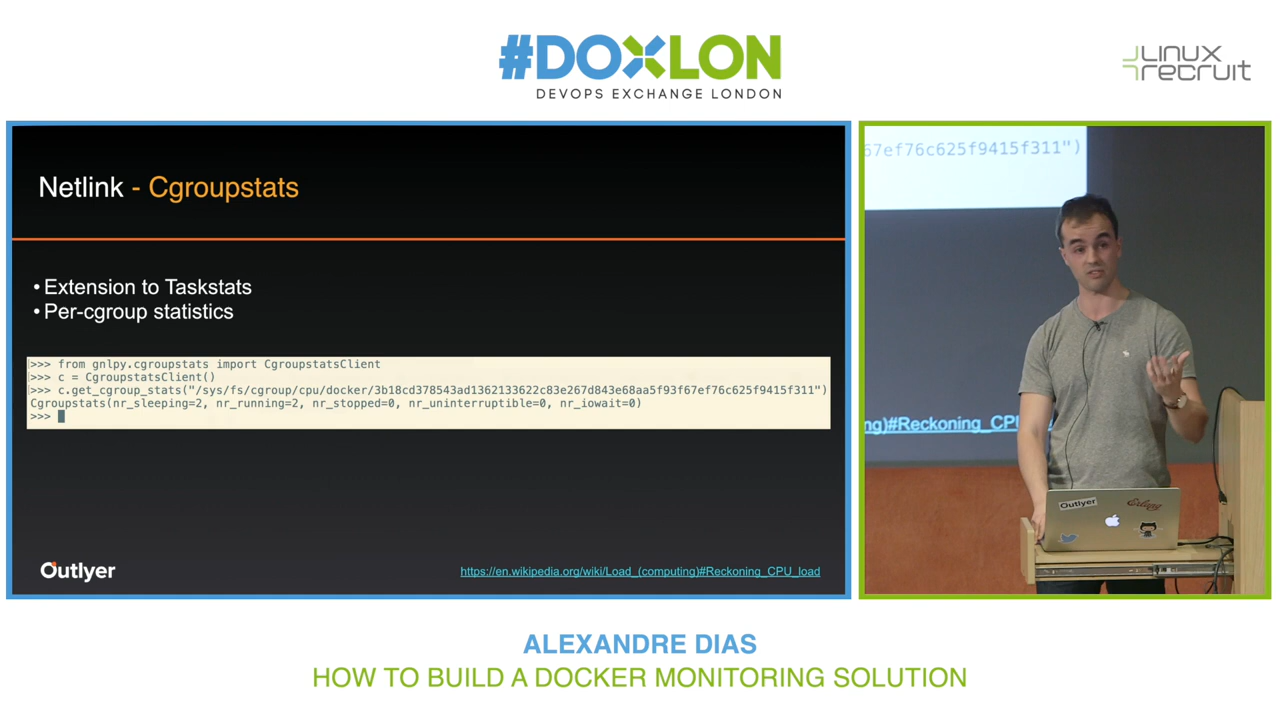 #DOXLON
DEVOPS EXCHANGE LONDON
Linux
recruit
Netlink - Cgroupstats
• Extension to Taskstats
• Per-cgroup statistics
>>> from gnlpy.cgroupstats import CgroupstatsClient
>>> c = CgroupstatsClient()
>>> c.get_cgroup_stats("/sys/fs/cgroup/cpu/docker/3b18cd378543ad1362133622c83e267d843e68aa5f93f67ef76c625f9415f311")
Cgroupstats(nr_sleeping=2, nr_running=2, nr_stopped=0, nr_uninterruptible=0, nr_iowait=0)
>>>
Outlyer
https://en.wikipedia.org/wiki/Load_(computing)#Reckoning_CPU_load
67ef76c625f9415f311")
ng)#Reckoning_CP
Outlyer
Erlang
ALEXANDRE DIAS
HOW TO BUILD A DOCKER MONITORING SOLUTION